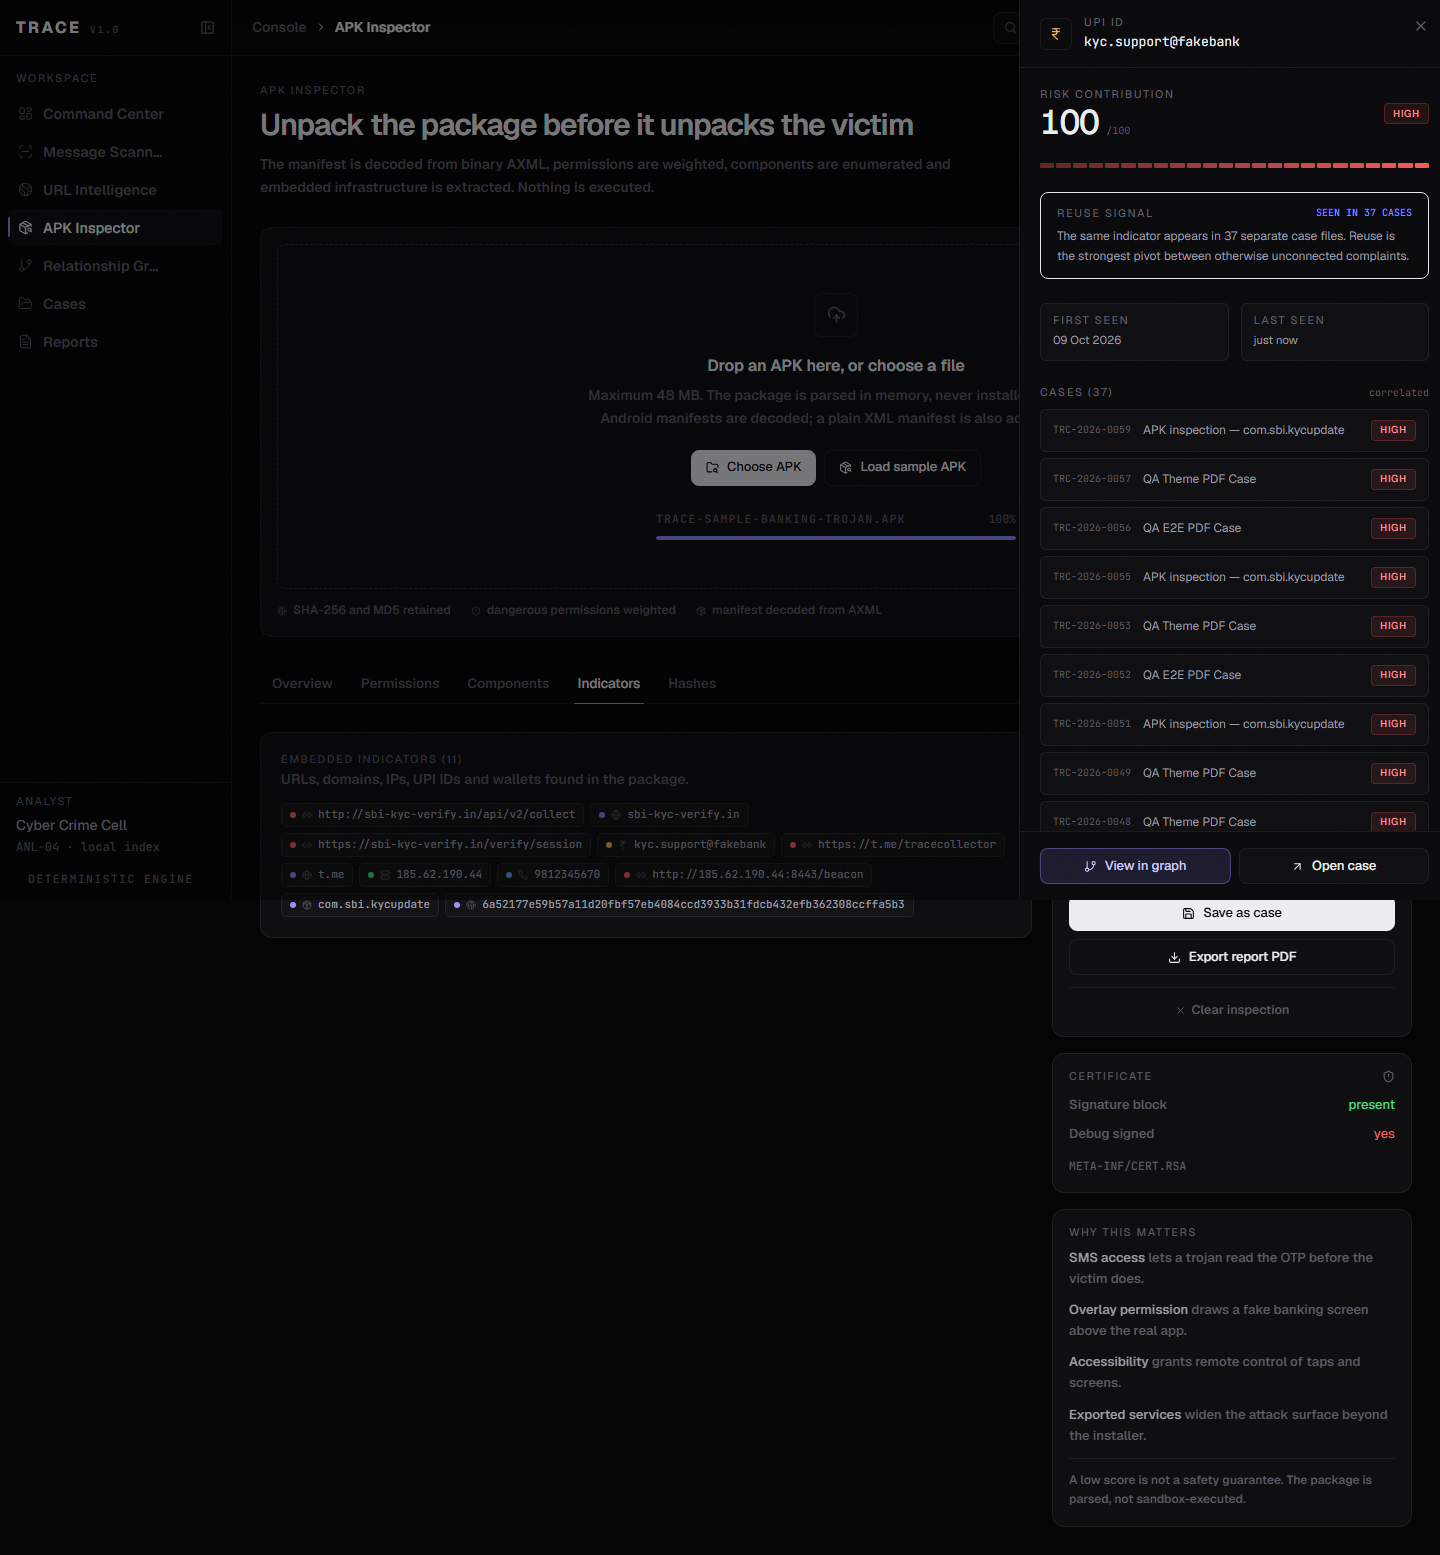 TRACE V1.0
WORKSPACE
Command Center
Message Scann...
URL Intelligence
APK Inspector
Relationship Gr...
Cases
Reports
ANALYST
Cyber Crime Cell
ANL-04 · local index
DETERMINISTIC ENGINE
Console > APK Inspector
APK INSPECTOR
Unpack the package before it unpacks the victim
The manifest is decoded from binary AXML, permissions are weighted, components are enumerated and
embedded infrastructure is extracted. Nothing is executed.
Drop an APK here, or choose a file
Maximum 48 MB. The package is parsed in memory, never install
Android manifests are decoded; a plain XML manifest is also ac
Choose APK
Load sample APK
TRACE-SAMPLE-BANKING-TROJAN.APK 100%
SHA-256 and MD5 retained
dangerous permissions weighted
manifest decoded from AXML
Overview Permissions Components Indicators Hashes
EMBEDDED INDICATORS (11)
URLs, domains, IPs, UPI IDs and wallets found in the package.
http://sbi-kyc-verify.in/api/v2/collect sbi-kyc-verify.in
https://sbi-kyc-verify.in/verify/session ₹ kyc.support@fakebank https://t.me/tracecollector
t.me 185.62.190.44 9812345670 http://185.62.190.44:8443/beacon
com.sbi.kycupdate 6a52177e59b57a11d20fbf57eb4084ccd3933b31fdcb432efb362308ccffa5b3
₹
UPI ID
kyc.support@fakebank
RISK CONTRIBUTION
100 /100
HIGH
REUSE SIGNAL SEEN IN 37 CASES
The same indicator appears in 37 separate case files. Reuse is
the strongest pivot between otherwise unconnected complaints.
FIRST SEEN
09 Oct 2026
LAST SEEN
just now
CASES (37) correlated
TRC-2026-0059 APK inspection — com.sbi.kycupdate HIGH
TRC-2026-0057 QA Theme PDF Case HIGH
TRC-2026-0056 QA E2E PDF Case HIGH
TRC-2026-0055 APK inspection — com.sbi.kycupdate HIGH
TRC-2026-0053 QA Theme PDF Case HIGH
TRC-2026-0052 QA E2E PDF Case HIGH
TRC-2026-0051 APK inspection — com.sbi.kycupdate HIGH
TRC-2026-0049 QA Theme PDF Case HIGH
TRC-2026-0048 QA Theme PDF Case HIGH
View in graph
Open case
Save as case
Export report PDF
Clear inspection
CERTIFICATE
Signature block present
Debug signed yes
META-INF/CERT.RSA
WHY THIS MATTERS
SMS access lets a trojan read the OTP before the
victim does.
Overlay permission draws a fake banking screen
above the real app.
Accessibility grants remote control of taps and
screens.
Exported services widen the attack surface beyond
the installer.
A low score is not a safety guarantee. The package is
parsed, not sandbox-executed.